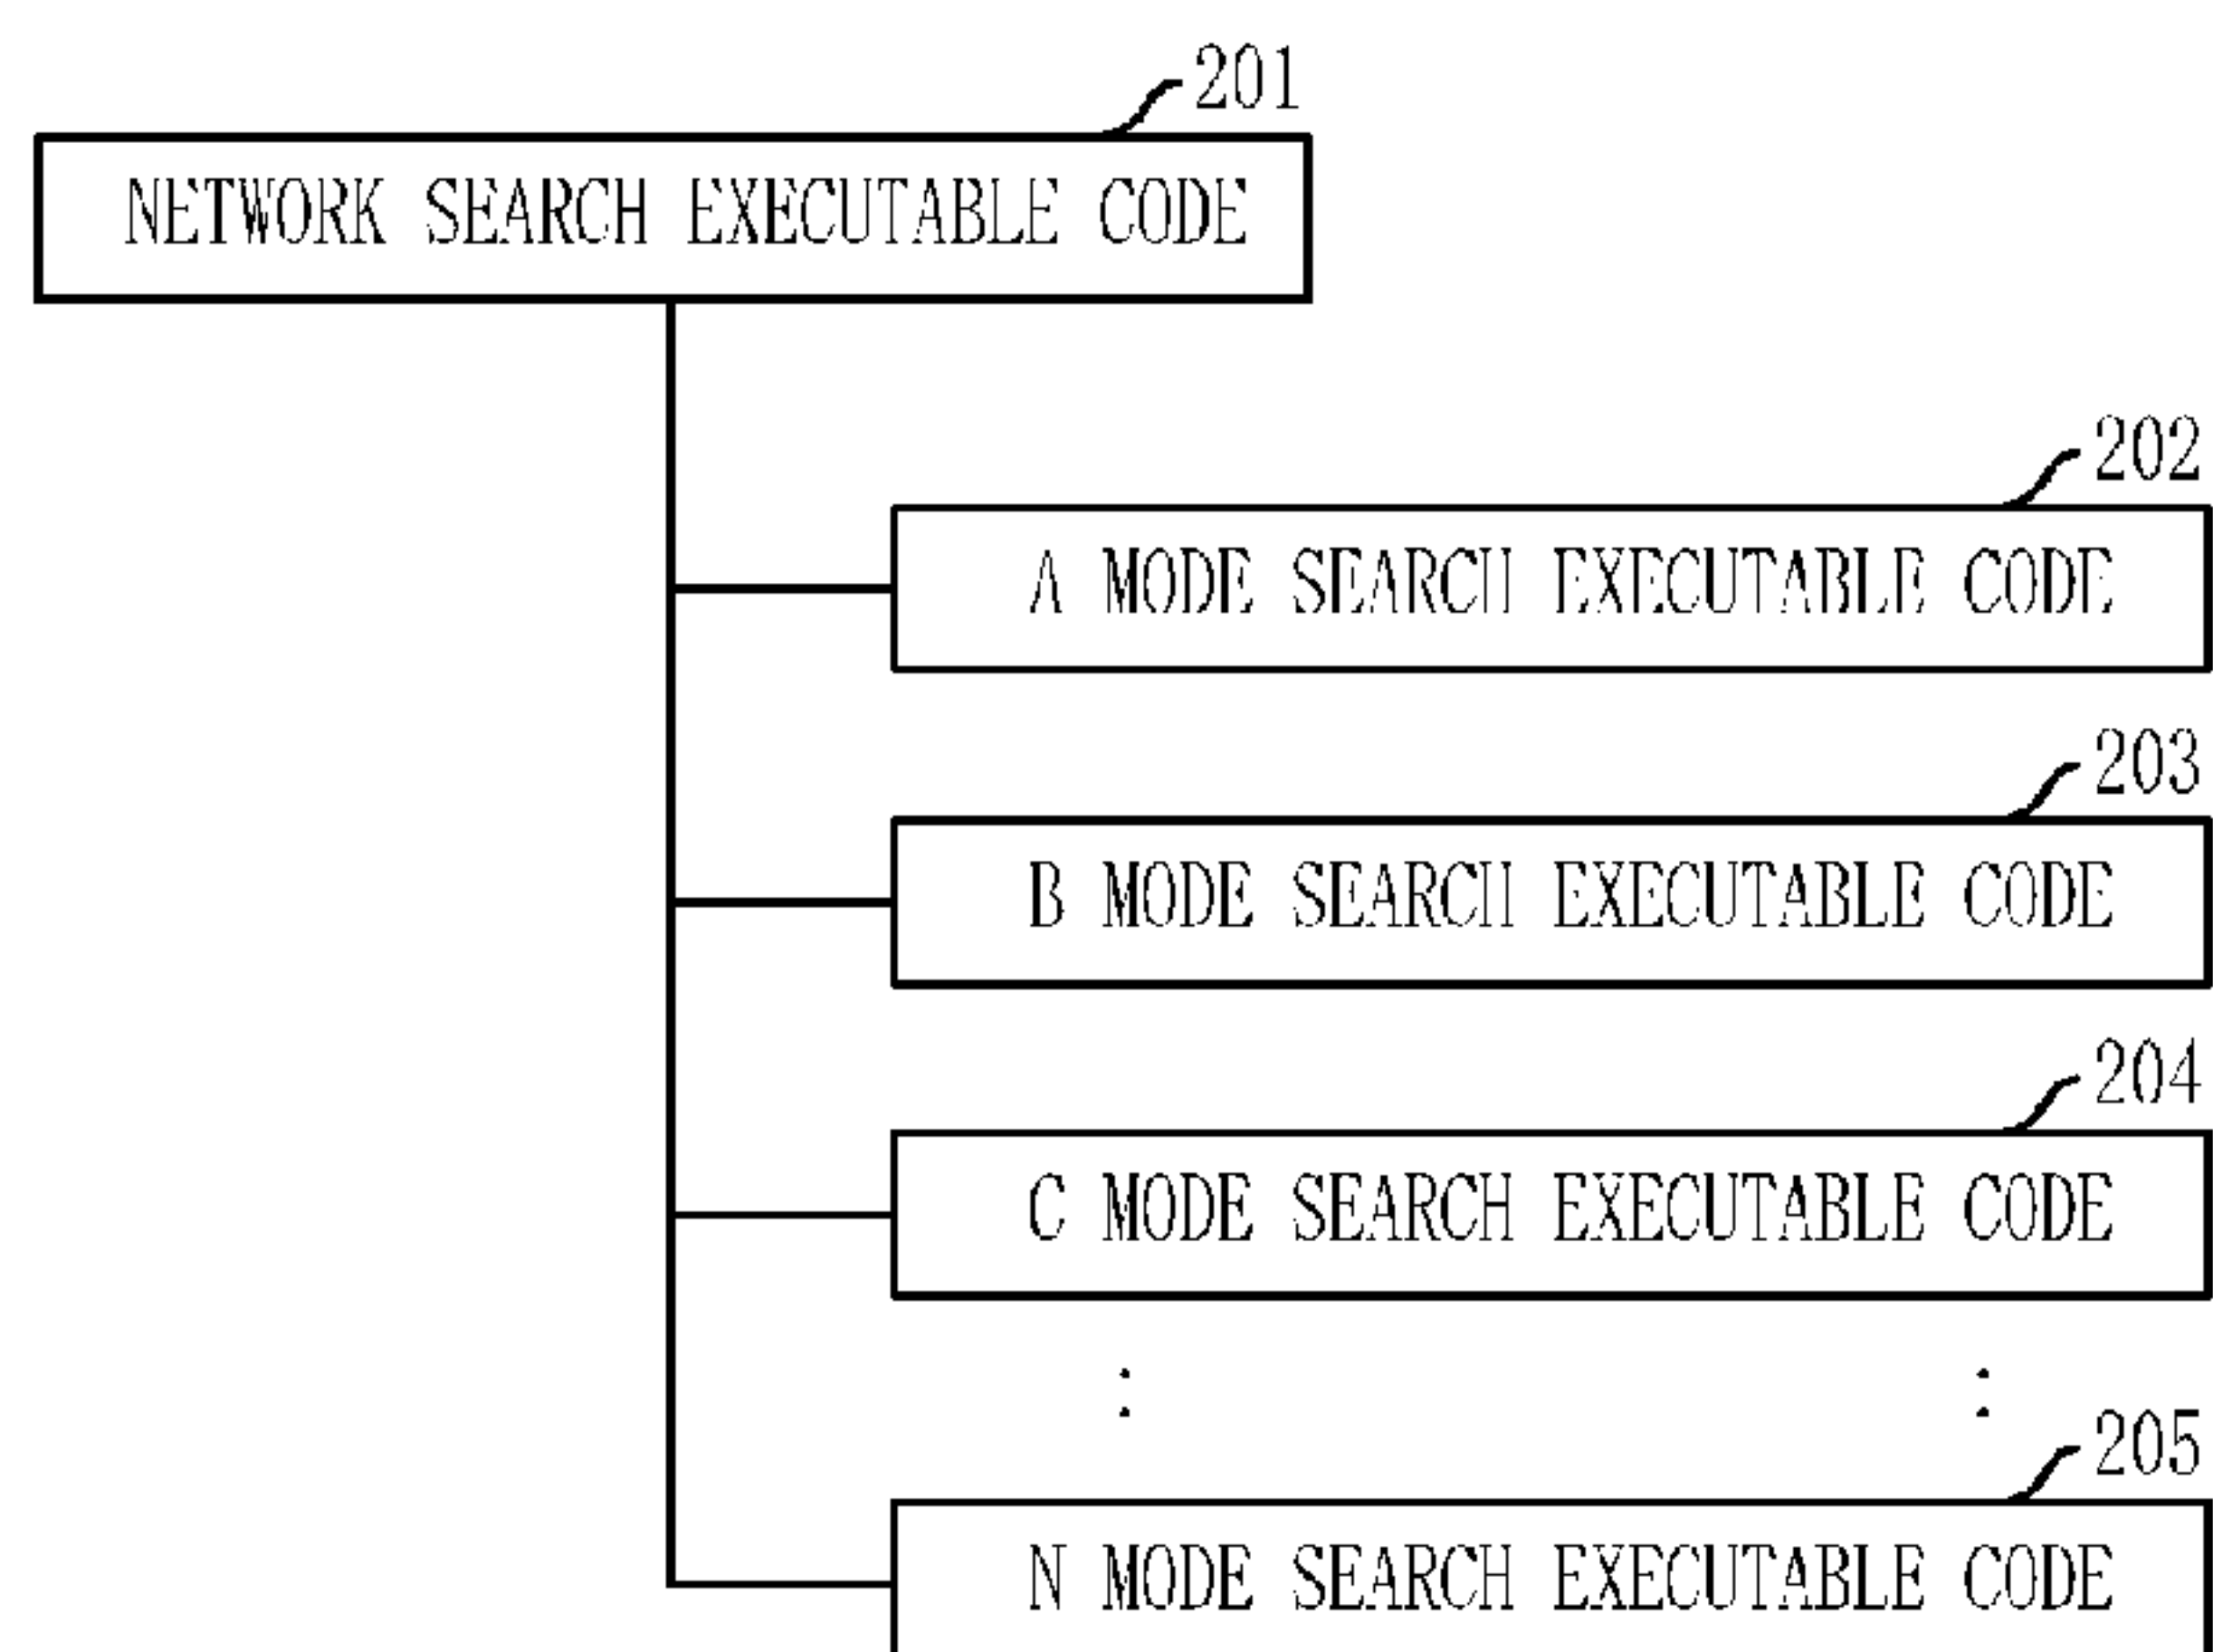 201
NETWORK SEARCH EXECUTABLE CODE
202
A MODE SEARCH EXECUTABLE CODE
203
B MODE SEARCH EXECUTABLE CODE
204
C MODE SEARCH EXECUTABLE CODE
: :
205
N MODE SEARCH EXECUTABLE CODE